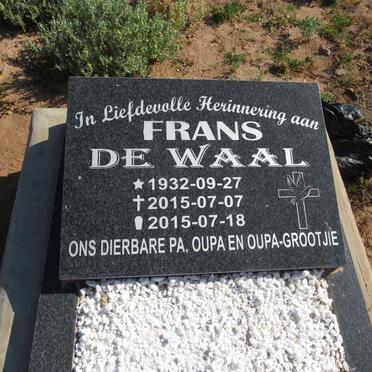 In Liefdevolle Herinnering aan
FRANS
DE WAAL
1932-09-27
2015-07-07
2015-07-18
ONS DIERBARE PA, OUPA EN OUPA-GROOTJIE